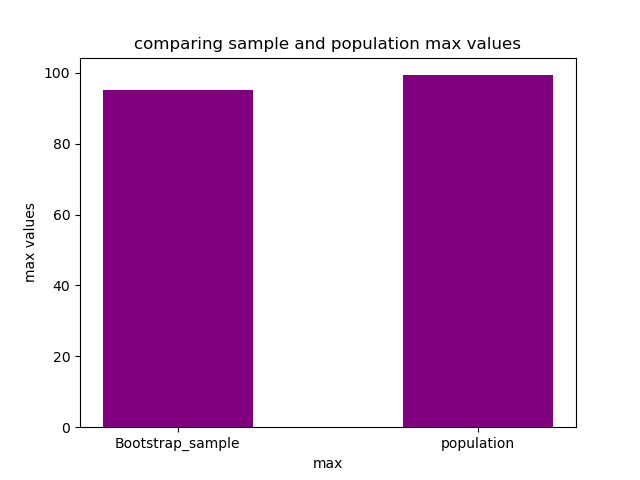 comparing sample and population max values
100
80
60
40
20
0
max values
Bootstrap_sample
population
max